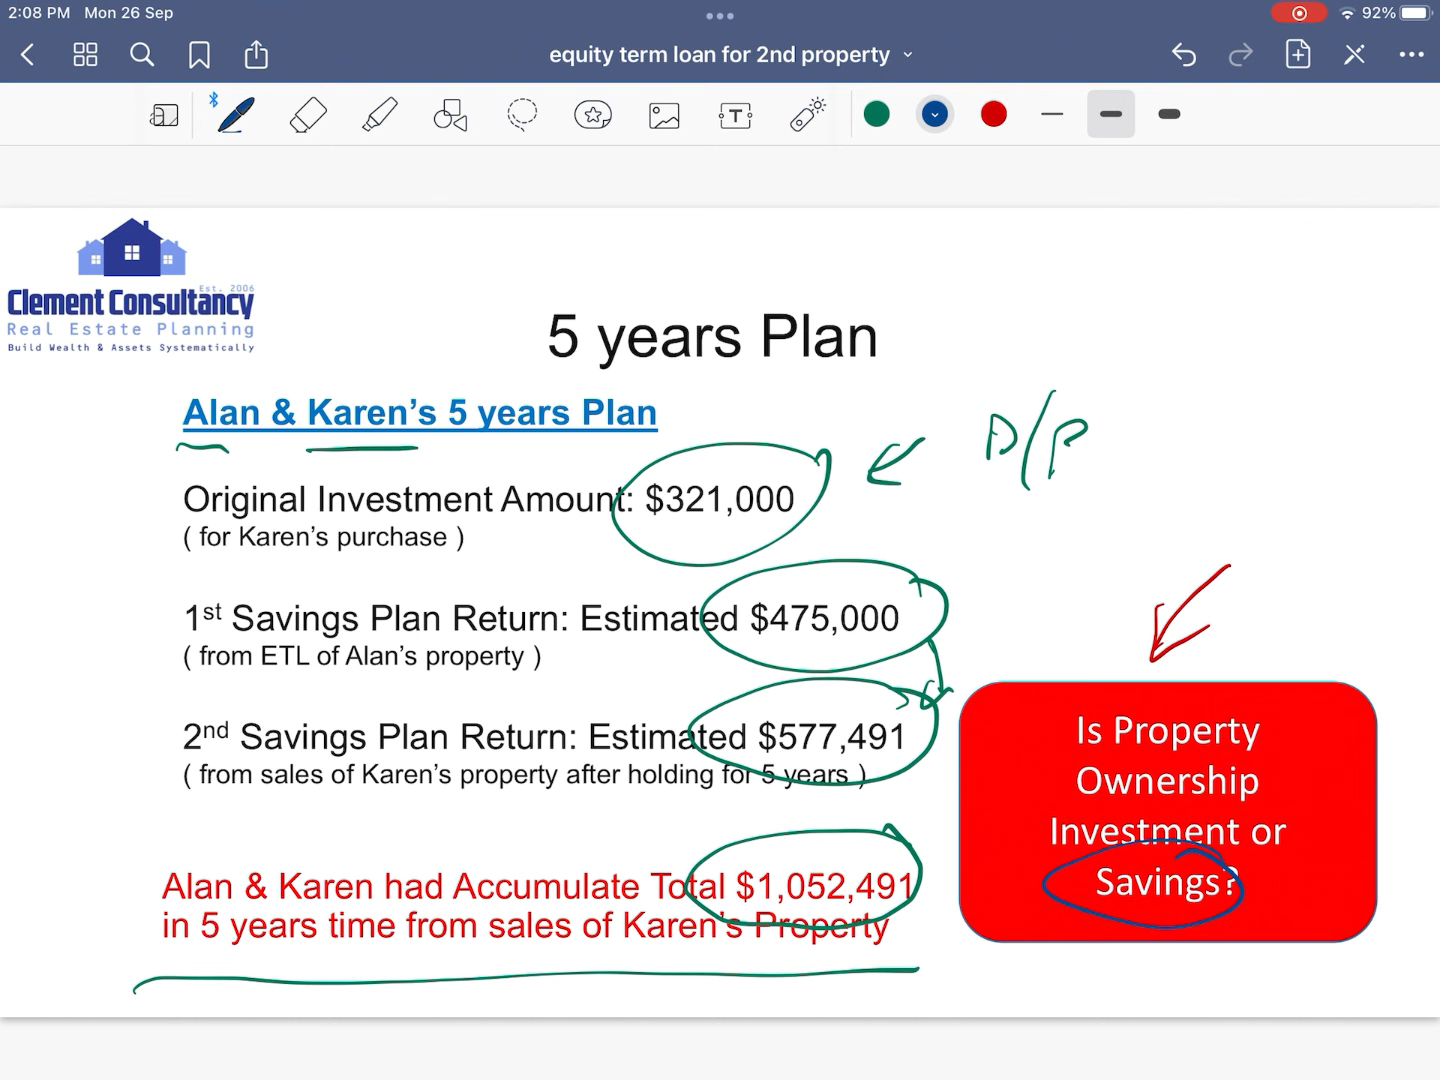 2:08 PM Mon 26 Sep
92%
equity term loan for 2nd property
T
Est. 2006
Clement Consultancy
Real Estate Planning
Build Wealth & Assets Systematically
5 years Plan
Alan & Karen's 5 years Plan
D/P
Original Investment Amount: $321,000
( for Karen's purchase )
1st Savings Plan Return: Estimated $475,000
( from ETL of Alan's property )
2nd Savings Plan Return: Estimated $577,491
( from sales of Karen's property after holding for 5 years )
Is Property
Ownership
Investment or
Savings?
Alan & Karen had Accumulate Total $1,052,491
in 5 years time from sales of Karen's Property